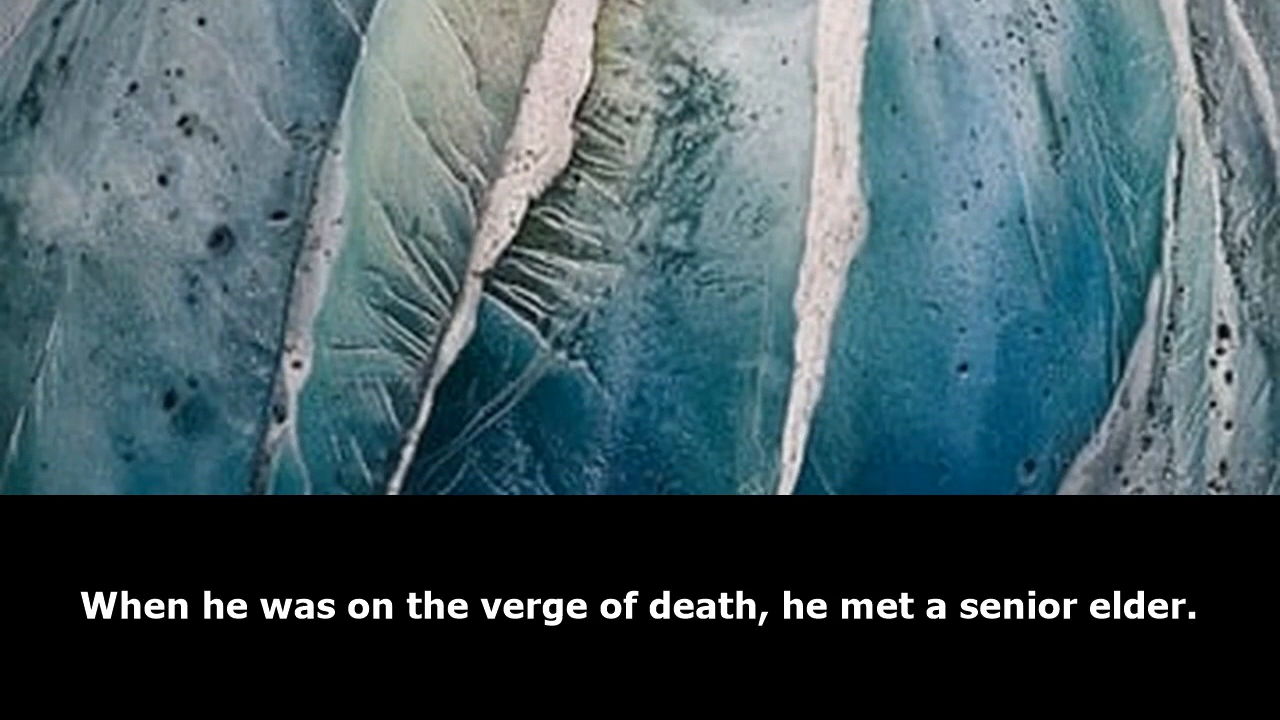 When he was on the verge of death, he met a senior elder.